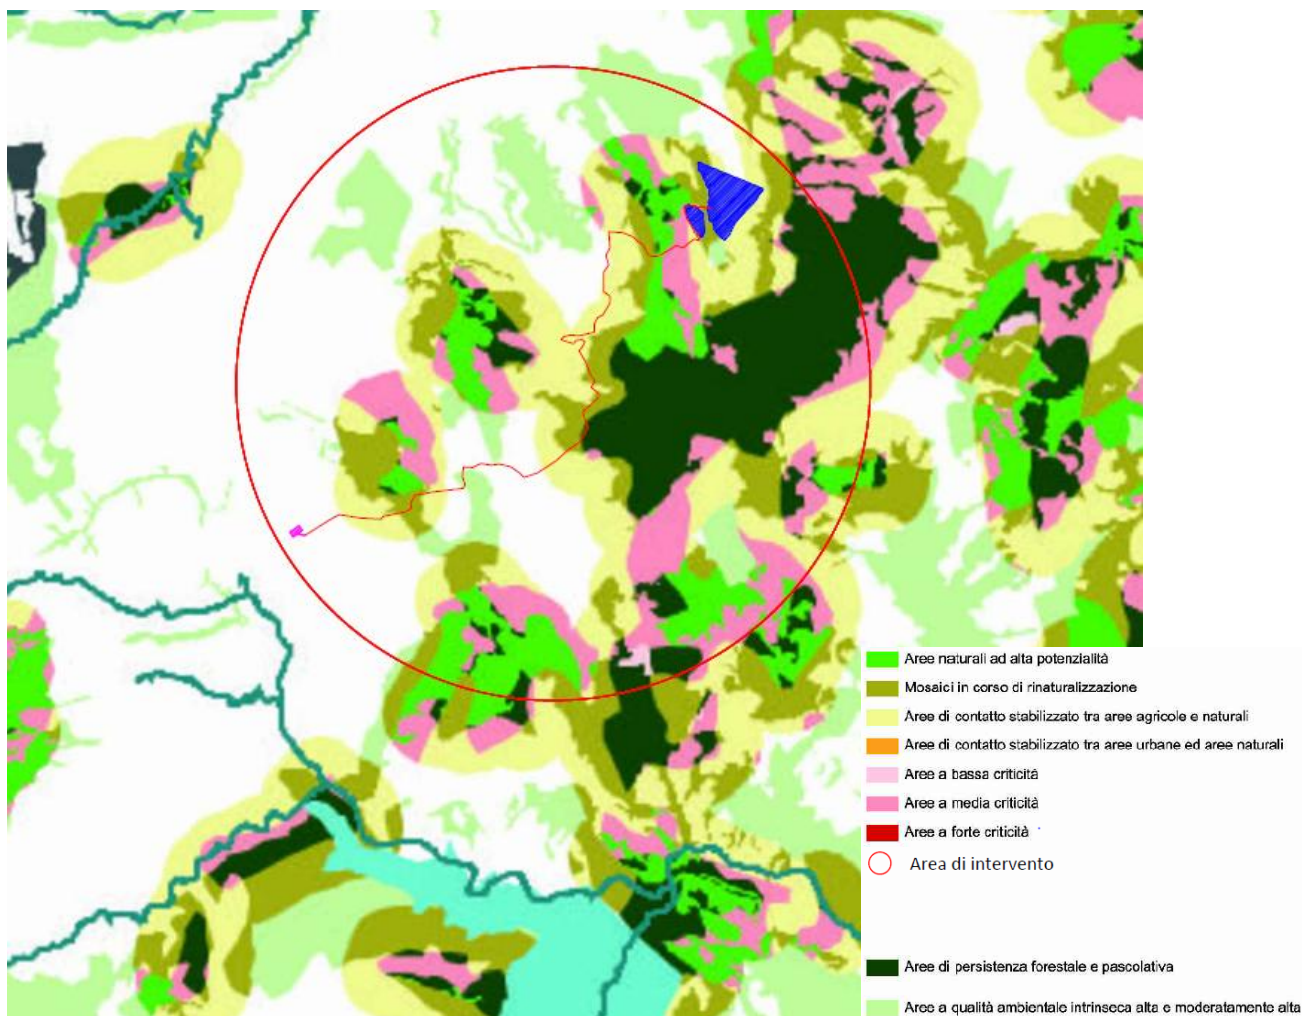 Aree naturali ad alta potenzialità
Mosaici in corso di rinaturalizzazione
Aree di contatto stabilizzato tra aree agricole e naturali
Aree di contatto stabilizzato tra aree urbane ed aree naturali
Aree a bassa criticità
Aree a media criticità
Aree a forte criticità
Area di intervento
Aree di persistenza forestale e pascolativa
Aree a qualità ambientale intrinseca alta e moderatamente alta